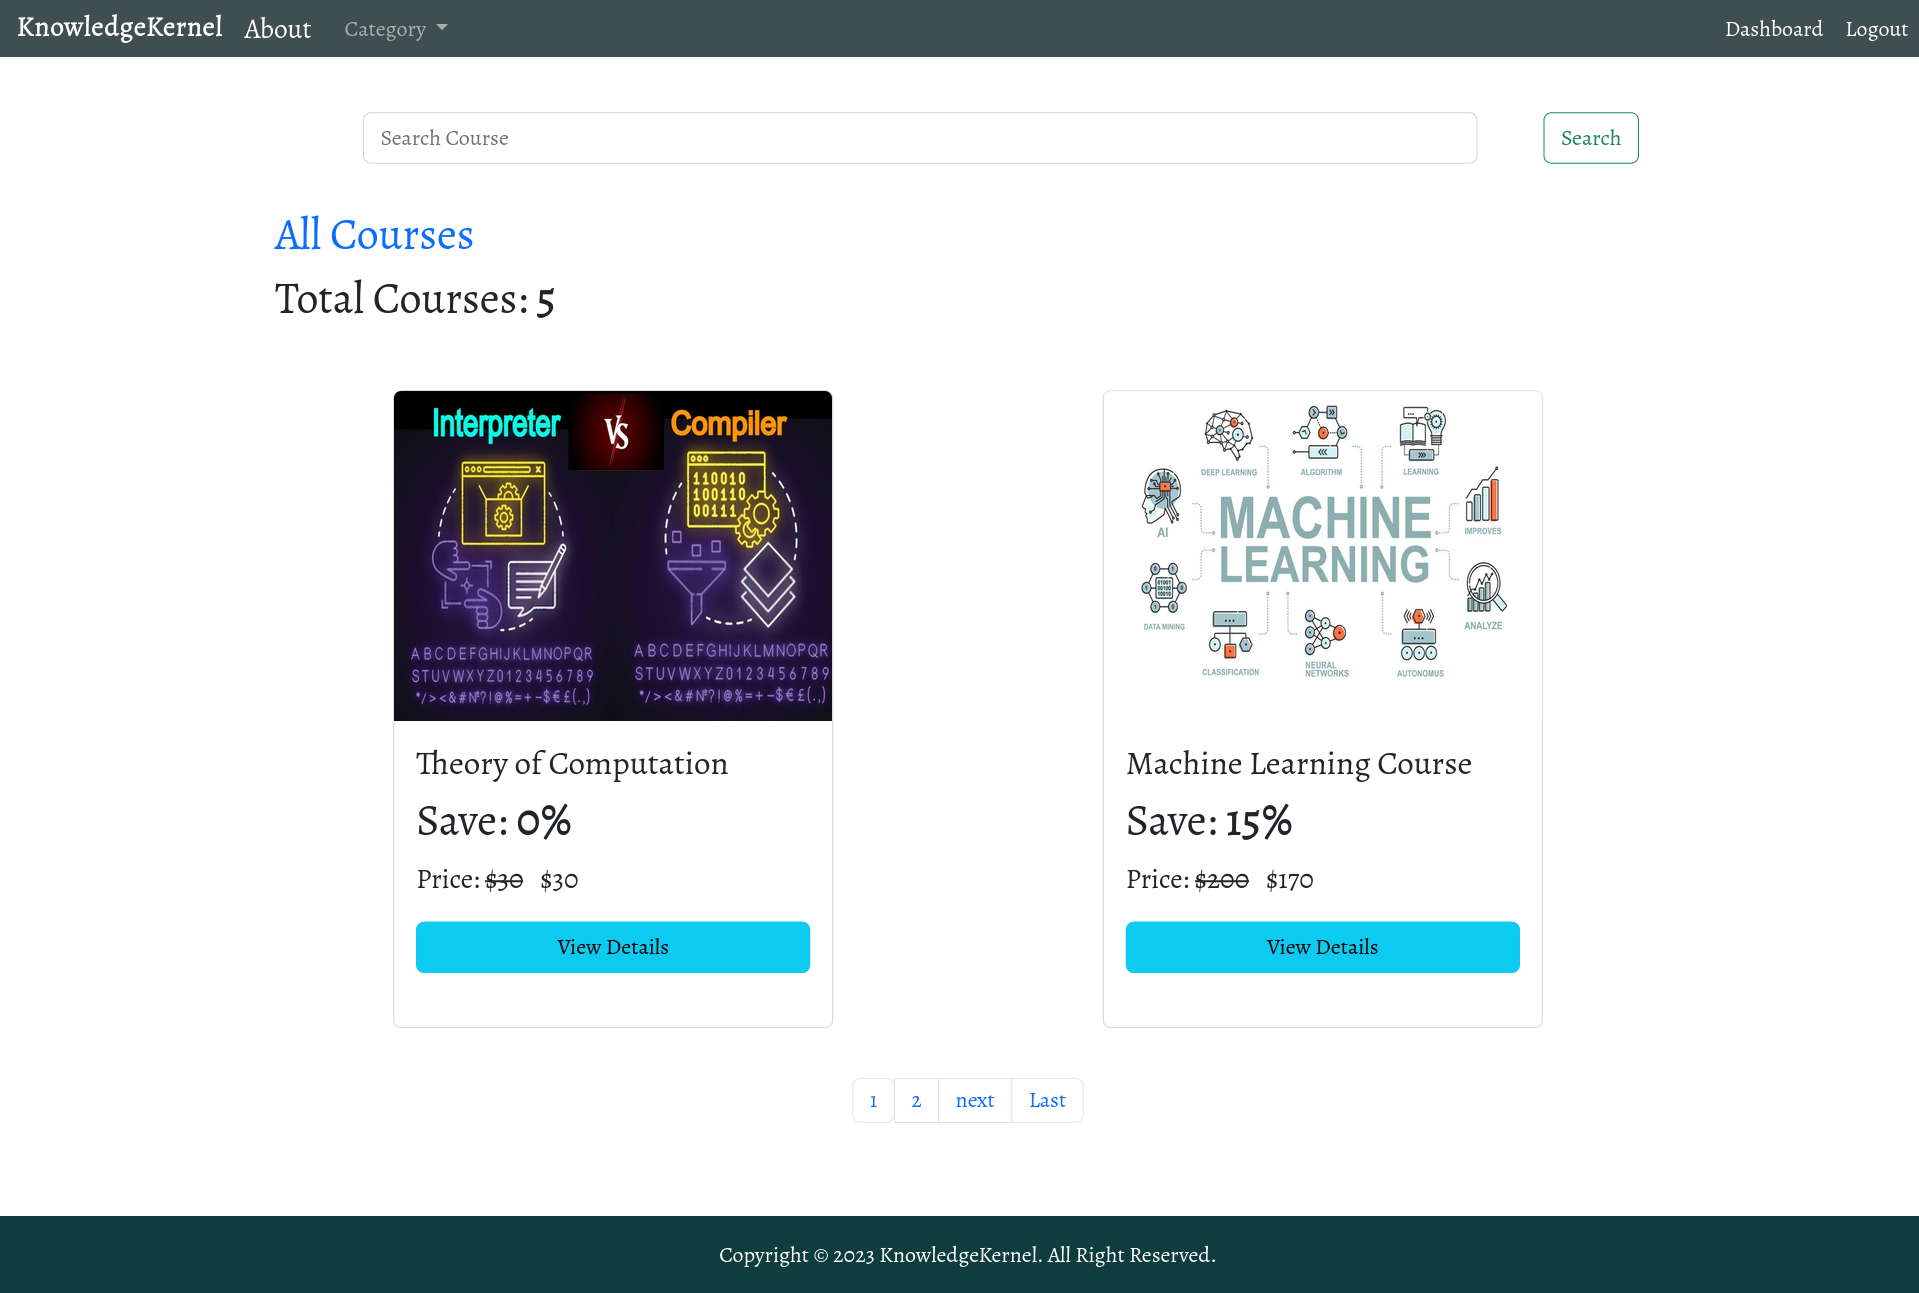 KnowledgeKernel About Category Dashboard Logout
Search Course Search
All Courses
Total Courses: 5
Interpreter VS Compiler
110010
100110
00111
ABCDEFGHIJKLMNOPQR
STUVWXYZ0123456789
*/><&#№?!@%=+-$€£(.,)
ABCDEFGHIJKLMNOPQR
STUVWXYZ0123456789
*/><&#№?!@%=+-$€£(.,)
Theory of Computation
Save: 0%
Price: $30 $30
View Details
DEEP LEARNING
ALGORITHM
LEARNING
AI
MACHINE
LEARNING
IMPROVES
01001
00100
10010
DATA MINING
ANALYZE
CLASSIFICATION
NEURAL
NETWORKS
AUTONOMUS
Machine Learning Course
Save: 15%
Price: $200 $170
View Details
1 2 next Last
Copyright © 2023 KnowledgeKernel. All Right Reserved.